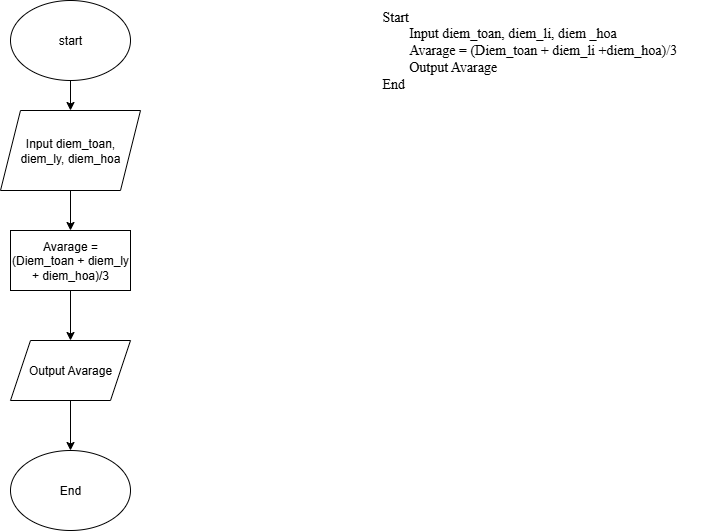 start
Input diem_toan,
diem_ly, diem_hoa
Avarage =
(Diem_toan + diem_ly
+ diem_hoa)/3
Output Avarage
End
Start
Input diem_toan, diem_li, diem _hoa
Avarage = (Diem_toan + diem_li +diem_hoa)/3
Output Avarage
End